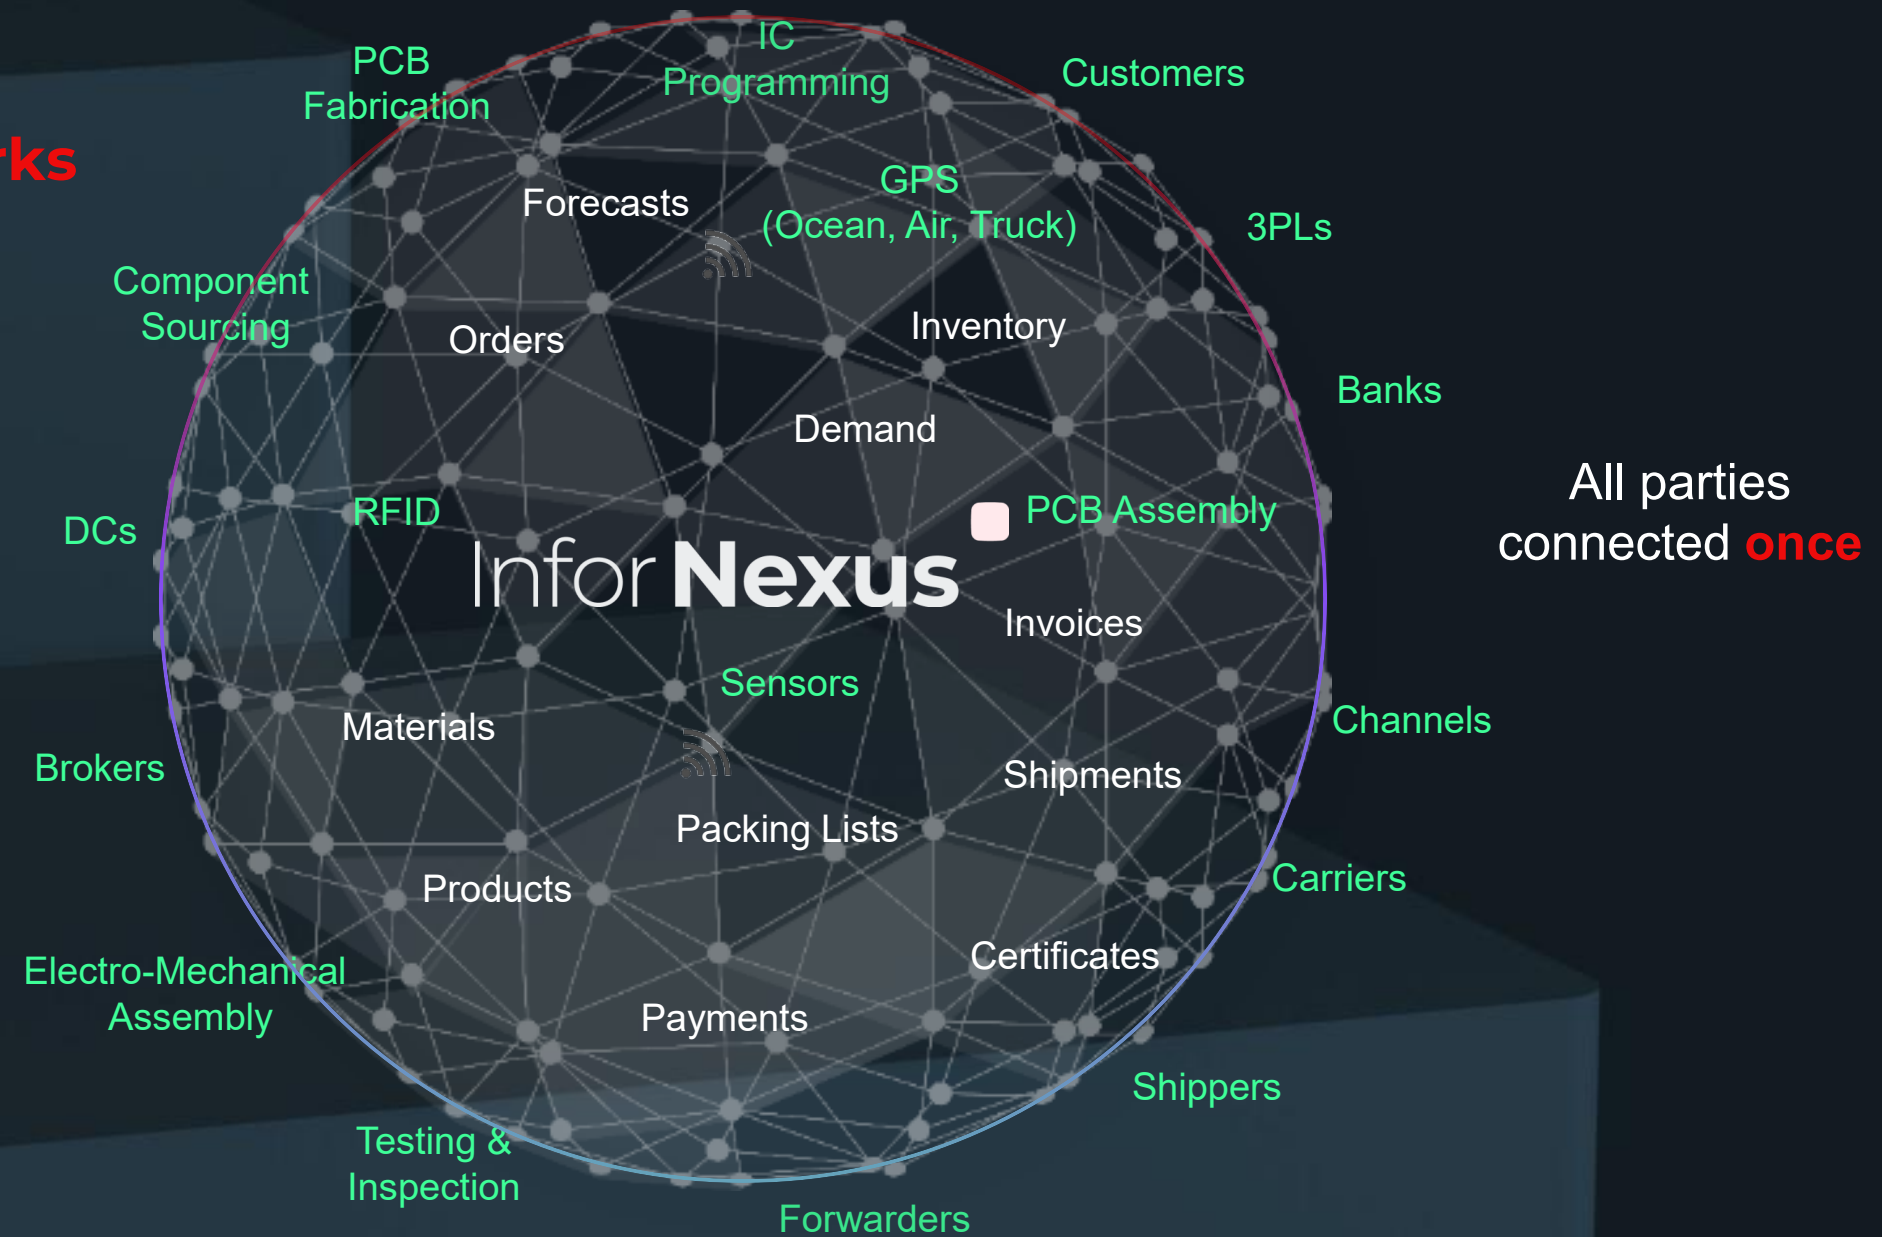 IC
Programming
PCB
Fabrication
Customers
rks
Forecasts
GPS
(Ocean, Air, Truck)
3PLs
Component
Sourcing
Orders
Inventory
Banks
Demand
All parties
connected once
DCs
RFID
PCB Assembly
Infor Nexus
Invoices
Sensors
Materials
Channels
Brokers
Shipments
Packing Lists
Products
Carriers
Electro-Mechanical
Assembly
Certificates
Payments
Shippers
Testing &
Inspection
Forwarders